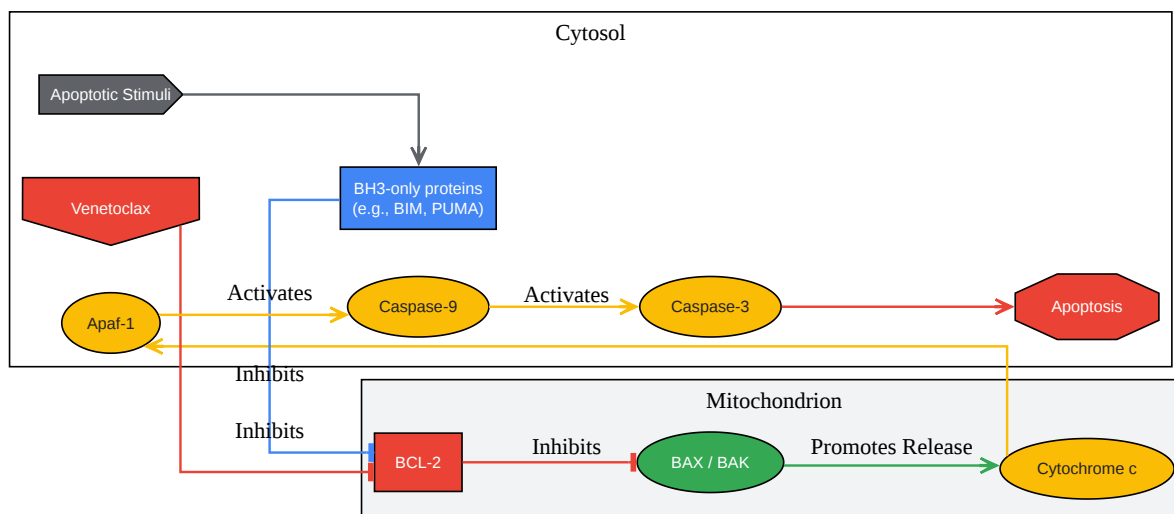 Cytosol
Apoptotic Stimuli
BH3-only proteins
(e.g., BIM, PUMA)
Venetoclax
Activates
Activates
Apaf-1
Caspase-9
Caspase-3
Apoptosis
Inhibits
Mitochondrion
Inhibits
BCL-2
Inhibits
BAX / BAK
Promotes Release
Cytochrome c